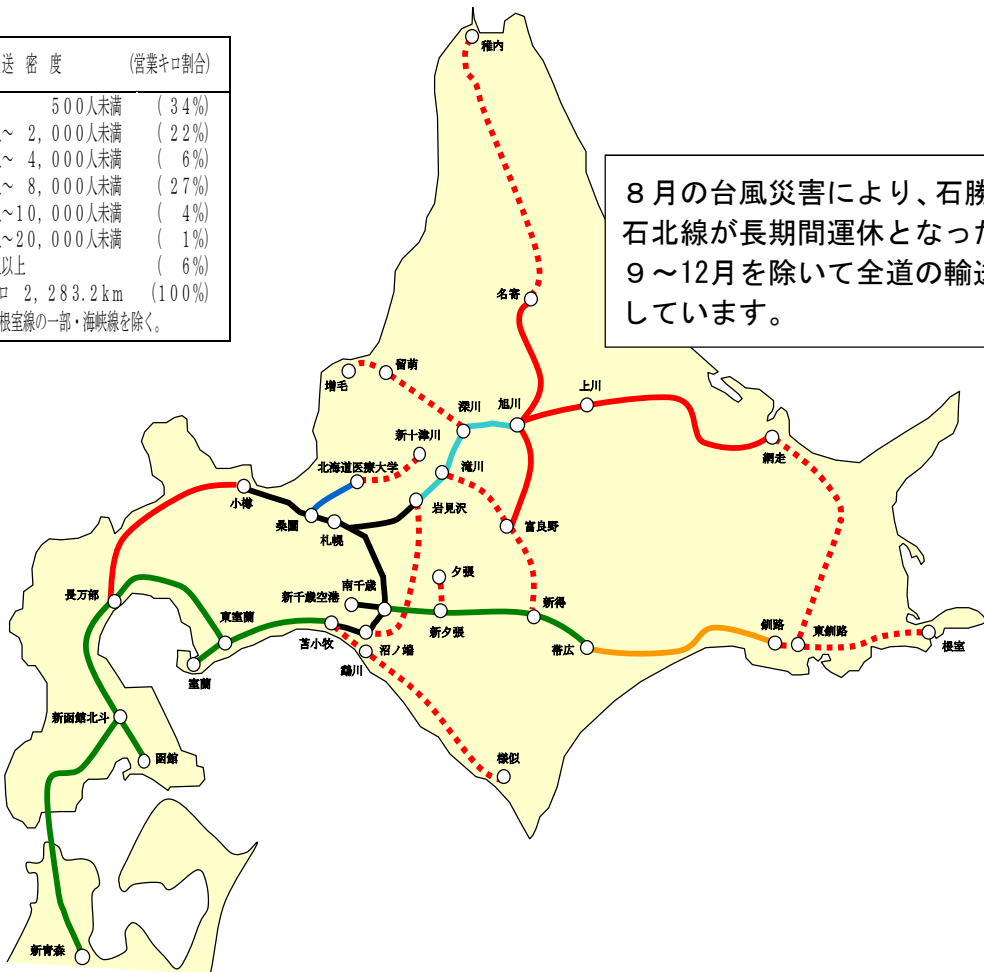 送 密 度 (営業キロ割合)
500人未満 ( 34%)
～ 2,000人未満 ( 22%)
～ 4,000人未満 ( 6%)
～ 8,000人未満 ( 27%)
～10,000人未満 ( 4%)
～20,000人未満 ( 1%)
以上 ( 6%)
2,283.2km (100%)
根室線の一部・海峡線を除く。
８月の台風災害により、石勝
石北線が長期間運休となった
９～12月を除いて全道の輸送
しています。
稚内
名寄
留萌
増毛
上川
深川
旭川
新十津川
網走
北海道医療大学
滝川
小樽
岩見沢
桑園
札幌
富良野
夕張
南千歳
新千歳空港
長万部
新得
東室蘭
新夕張
苫小牧
沼ノ端
釧路
東釧路
根室
帯広
鵡川
室蘭
新函館北斗
函館
様似
新青森